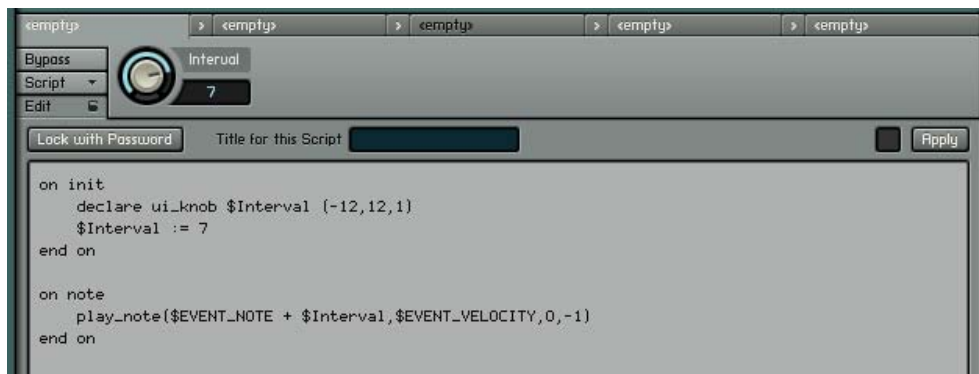 <empty> > <empty> > <empty> > <empty> > <empty>
Bypass
Interval
Script
7
Edit
Lock with Password Title for this Script Apply
on init
declare ui_knob $Interval (-12,12,1)
$Interval := 7
end on
on note
play_note($EVENT_NOTE + $Interval,$EVENT_VELOCITY,0,-1)
end on